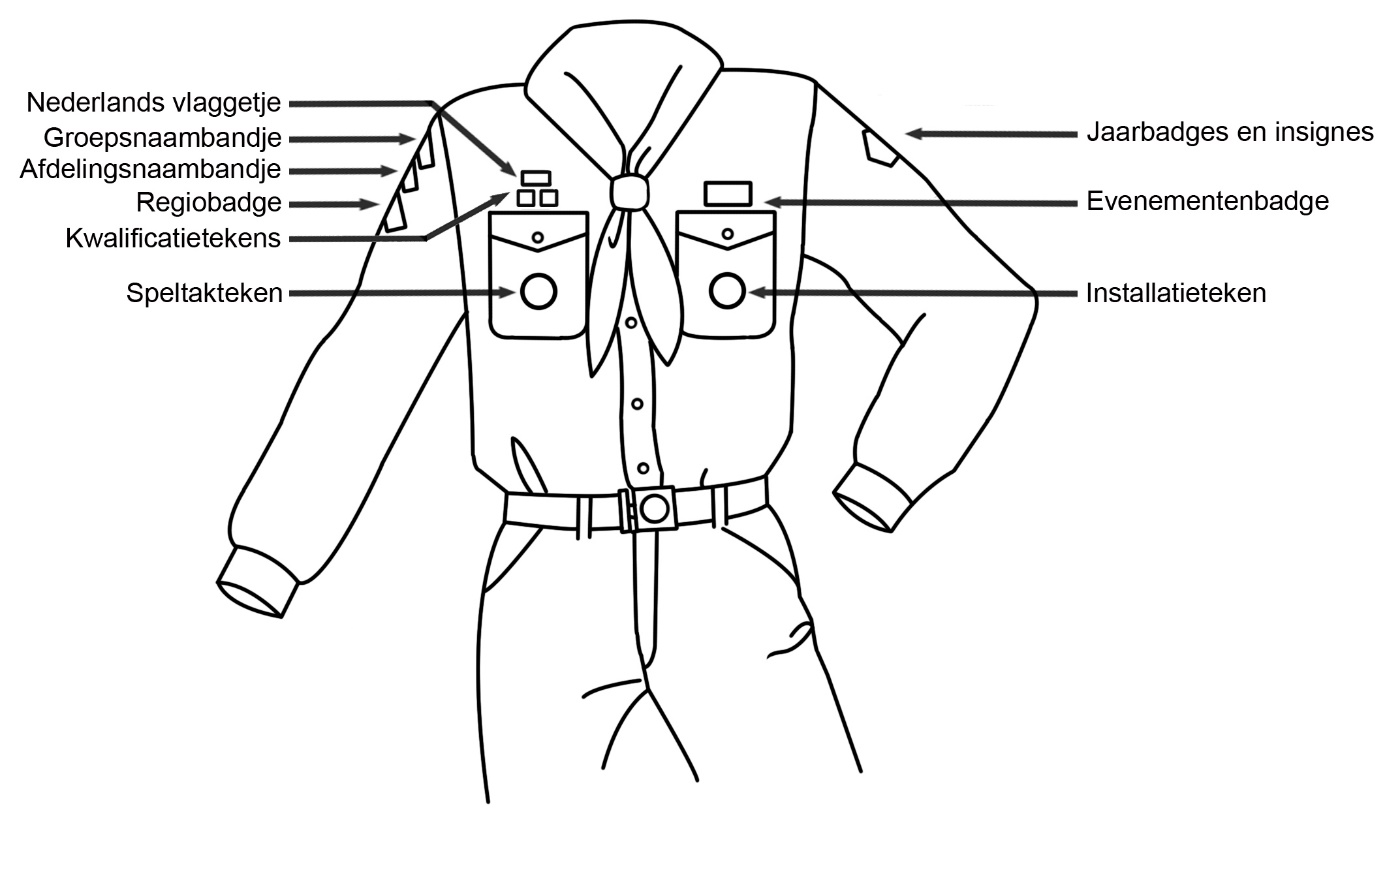 Nederlands vlaggetje
Groepsnaambandje
Afdelingsnaambandje
Regiobadge
Kwalificatietekens
Speltakteken
Jaarbadges en insignes
Evenementenbadge
Installatieteken